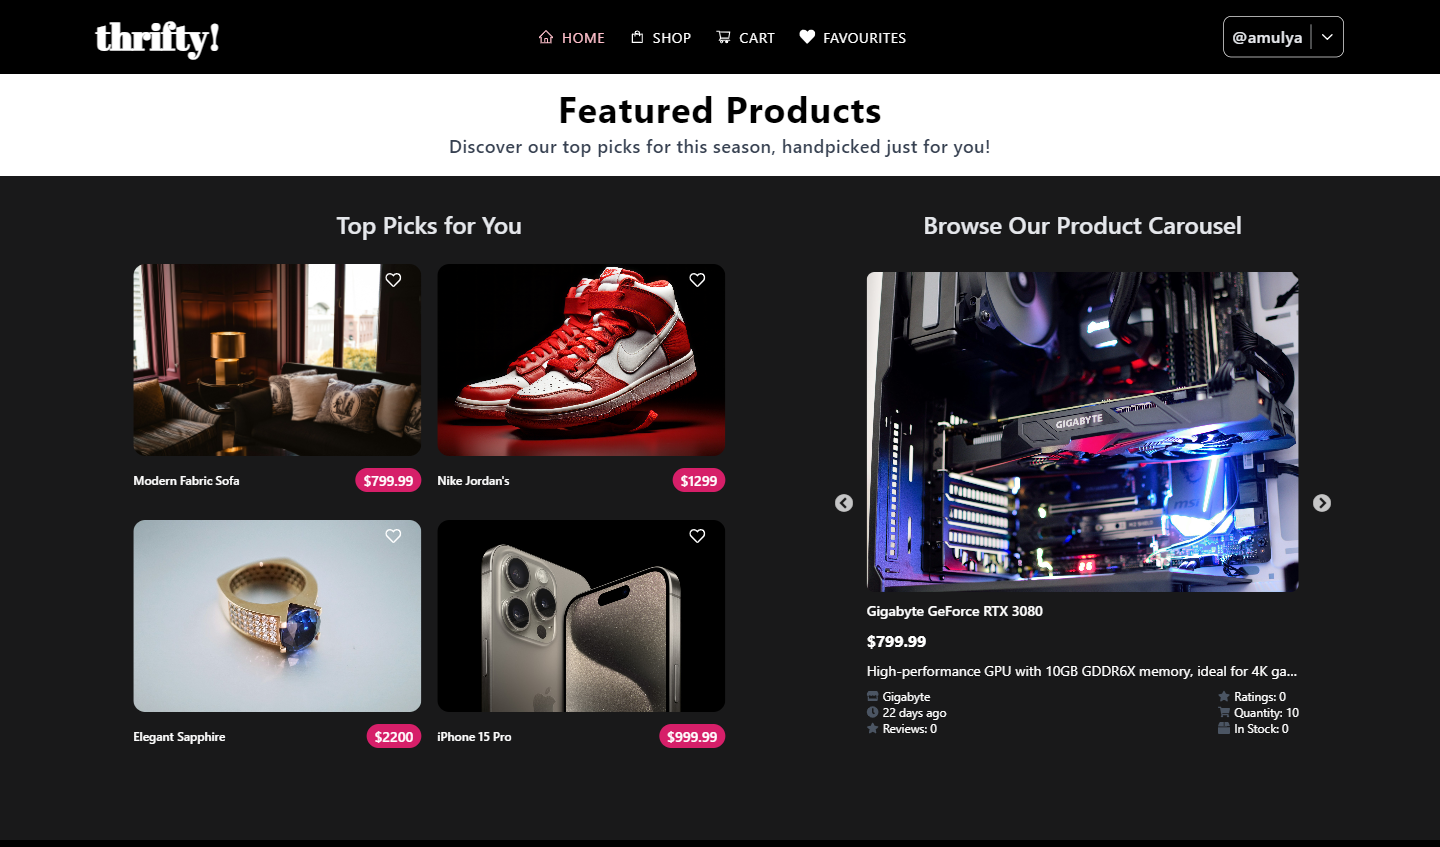 thrifty!
HOME
SHOP
CART
FAVOURITES
@amulya
Featured Products
Discover our top picks for this season, handpicked just for you!
Top Picks for You
Modern Fabric Sofa
$799.99
Nike Jordan's
$1299
Elegant Sapphire
$2200
iPhone 15 Pro
$999.99
Browse Our Product Carousel
GIGABYTE
msi
86
Gigabyte GeForce RTX 3080
$799.99
High-performance GPU with 10GB GDDR6X memory, ideal for 4K ga...
Gigabyte
22 days ago
Reviews: 0
Ratings: 0
Quantity: 10
In Stock: 0